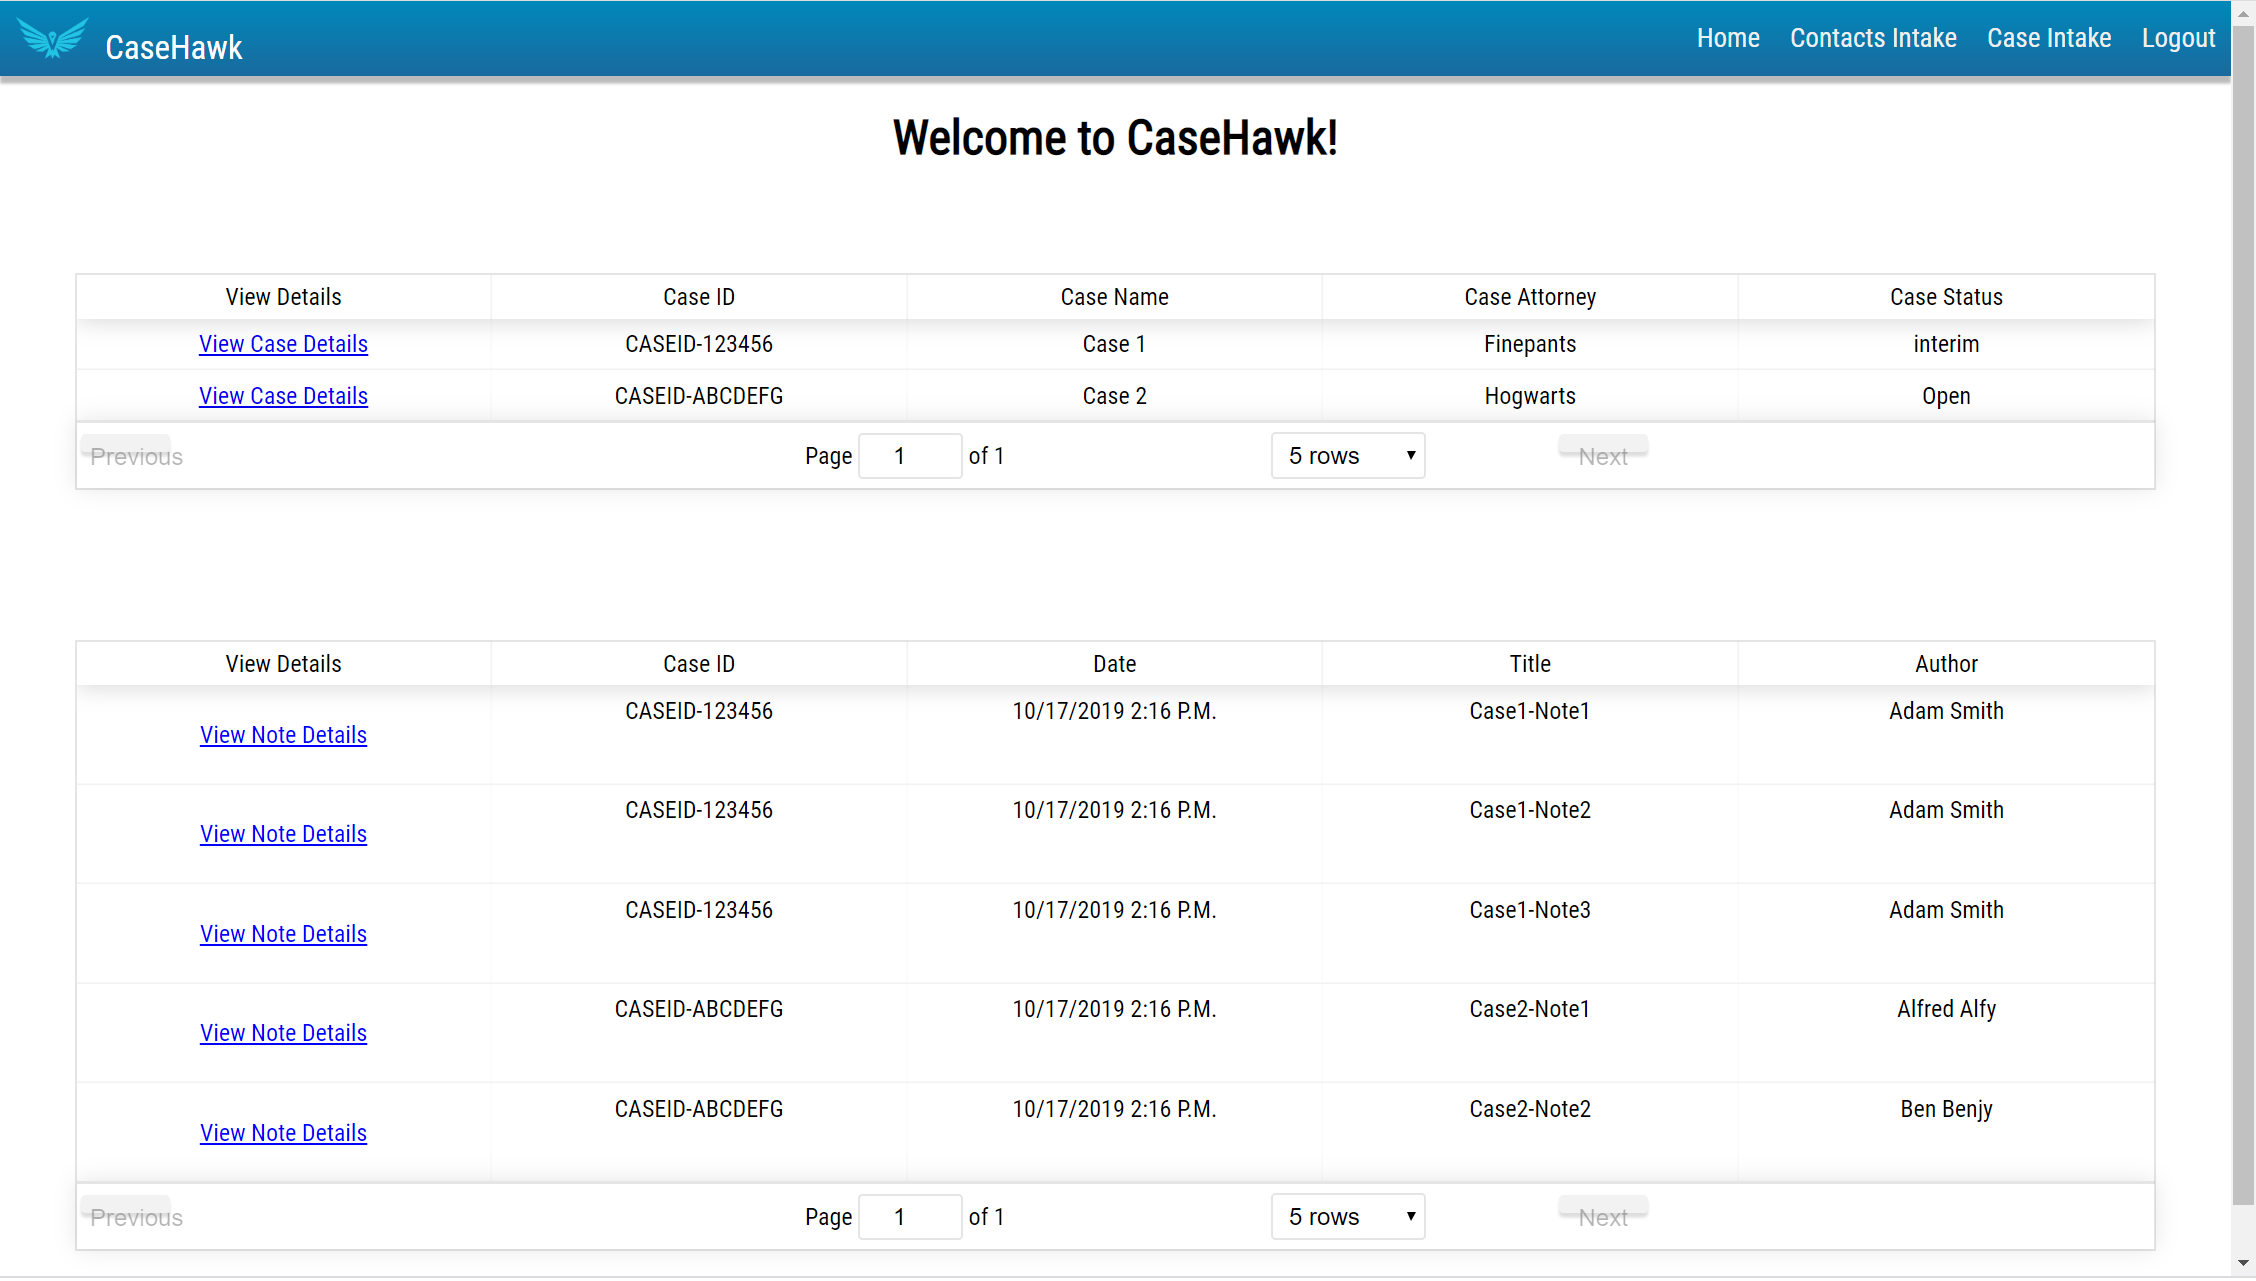 CaseHawk Home Contacts Intake Case Intake Logout
Welcome to CaseHawk!
View Details Case ID Case Name Case Attorney Case Status
View Case Details CASEID-123456 Case 1 Finepants interim
View Case Details CASEID-ABCDEFG Case 2 Hogwarts Open
Previous Page 1 of 1 5 rows Next
View Details Case ID Date Title Author
View Note Details CASEID-123456 10/17/2019 2:16 P.M. Case1-Note1 Adam Smith
View Note Details CASEID-123456 10/17/2019 2:16 P.M. Case1-Note2 Adam Smith
View Note Details CASEID-123456 10/17/2019 2:16 P.M. Case1-Note3 Adam Smith
View Note Details CASEID-ABCDEFG 10/17/2019 2:16 P.M. Case2-Note1 Alfred Alfy
View Note Details CASEID-ABCDEFG 10/17/2019 2:16 P.M. Case2-Note2 Ben Benjy
Previous Page 1 of 1 5 rows Next